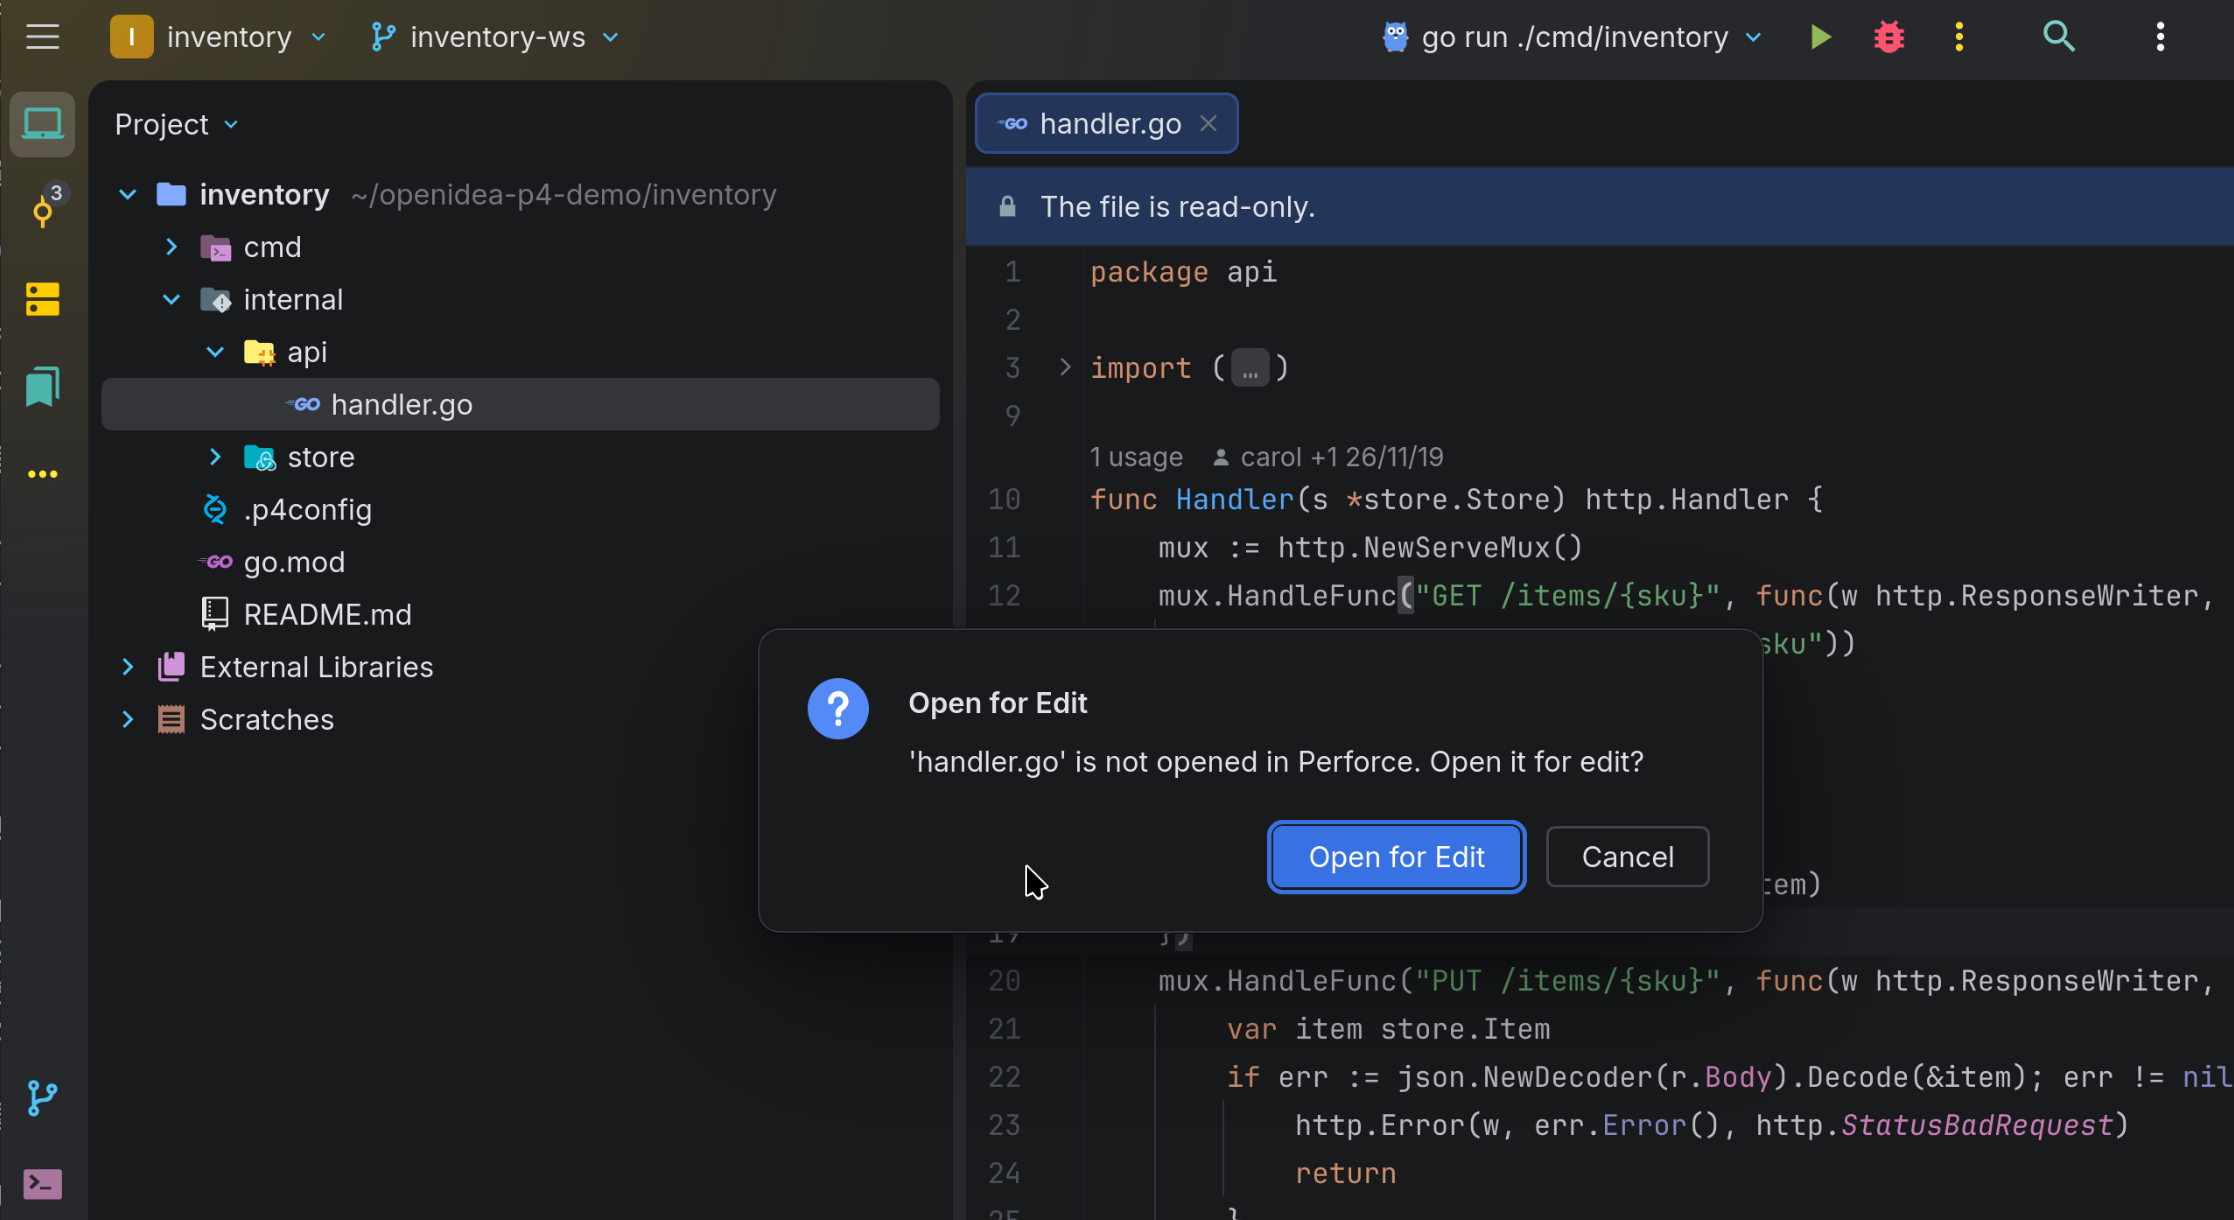 I inventory
inventory-ws
go run ./cmd/inventory
3
Project
inventory ~/openidea-p4-demo/inventory
cmd
internal
api
GO handler.go
store
.p4config
GO go.mod
README.md
External Libraries
Scratches
GO handler.go
The file is read-only.
1 package api
2
3 import (...)
9
1 usage carol +1 26/11/19
10 func Handler(s *store.Store) http.Handler {
11 mux := http.NewServeMux()
12 mux.HandleFunc("GET /items/{sku}", func(w http.ResponseWriter,
sku"))
Open for Edit
'handler.go' is not opened in Perforce. Open it for edit?
Open for Edit Cancel
tem)
19 })
20 mux.HandleFunc("PUT /items/{sku}", func(w http.ResponseWriter,
21 var item store.Item
22 if err := json.NewDecoder(r.Body).Decode(&item); err != nil
23 http.Error(w, err.Error(), http.StatusBadRequest)
24 return
25 }